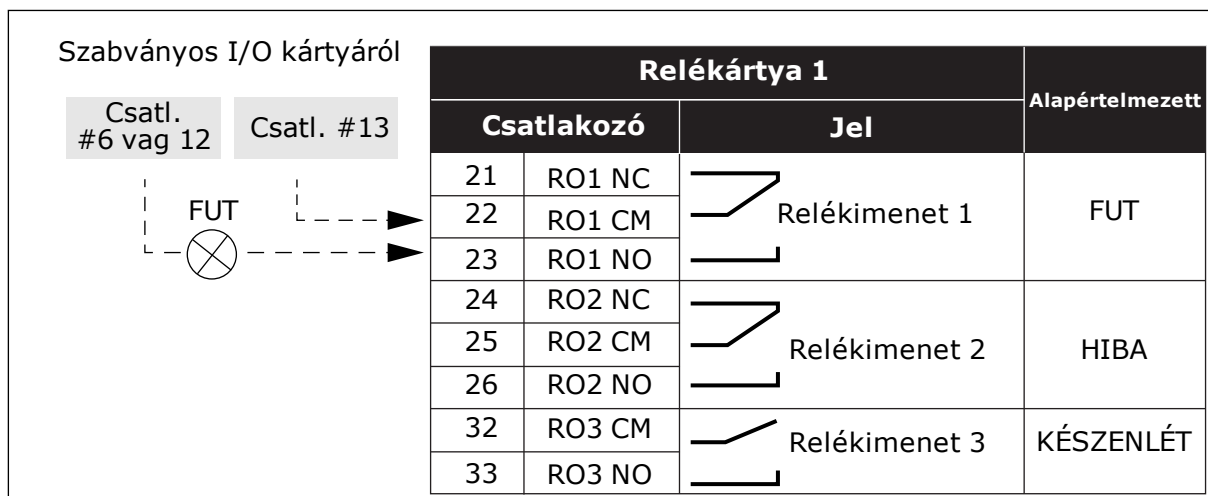 Szabványos I/O kártyáról
Csatl.
#6 vag 12
Csatl. #13
FUT
Relékártya 1
Alapértelmezett
Csatlakozó
Jel
21 RO1 NC
22 RO1 CM
23 RO1 NO
Relékimenet 1
FUT
24 RO2 NC
25 RO2 CM
26 RO2 NO
Relékimenet 2
HIBA
32 RO3 CM
33 RO3 NO
Relékimenet 3
KÉSZENLÉT